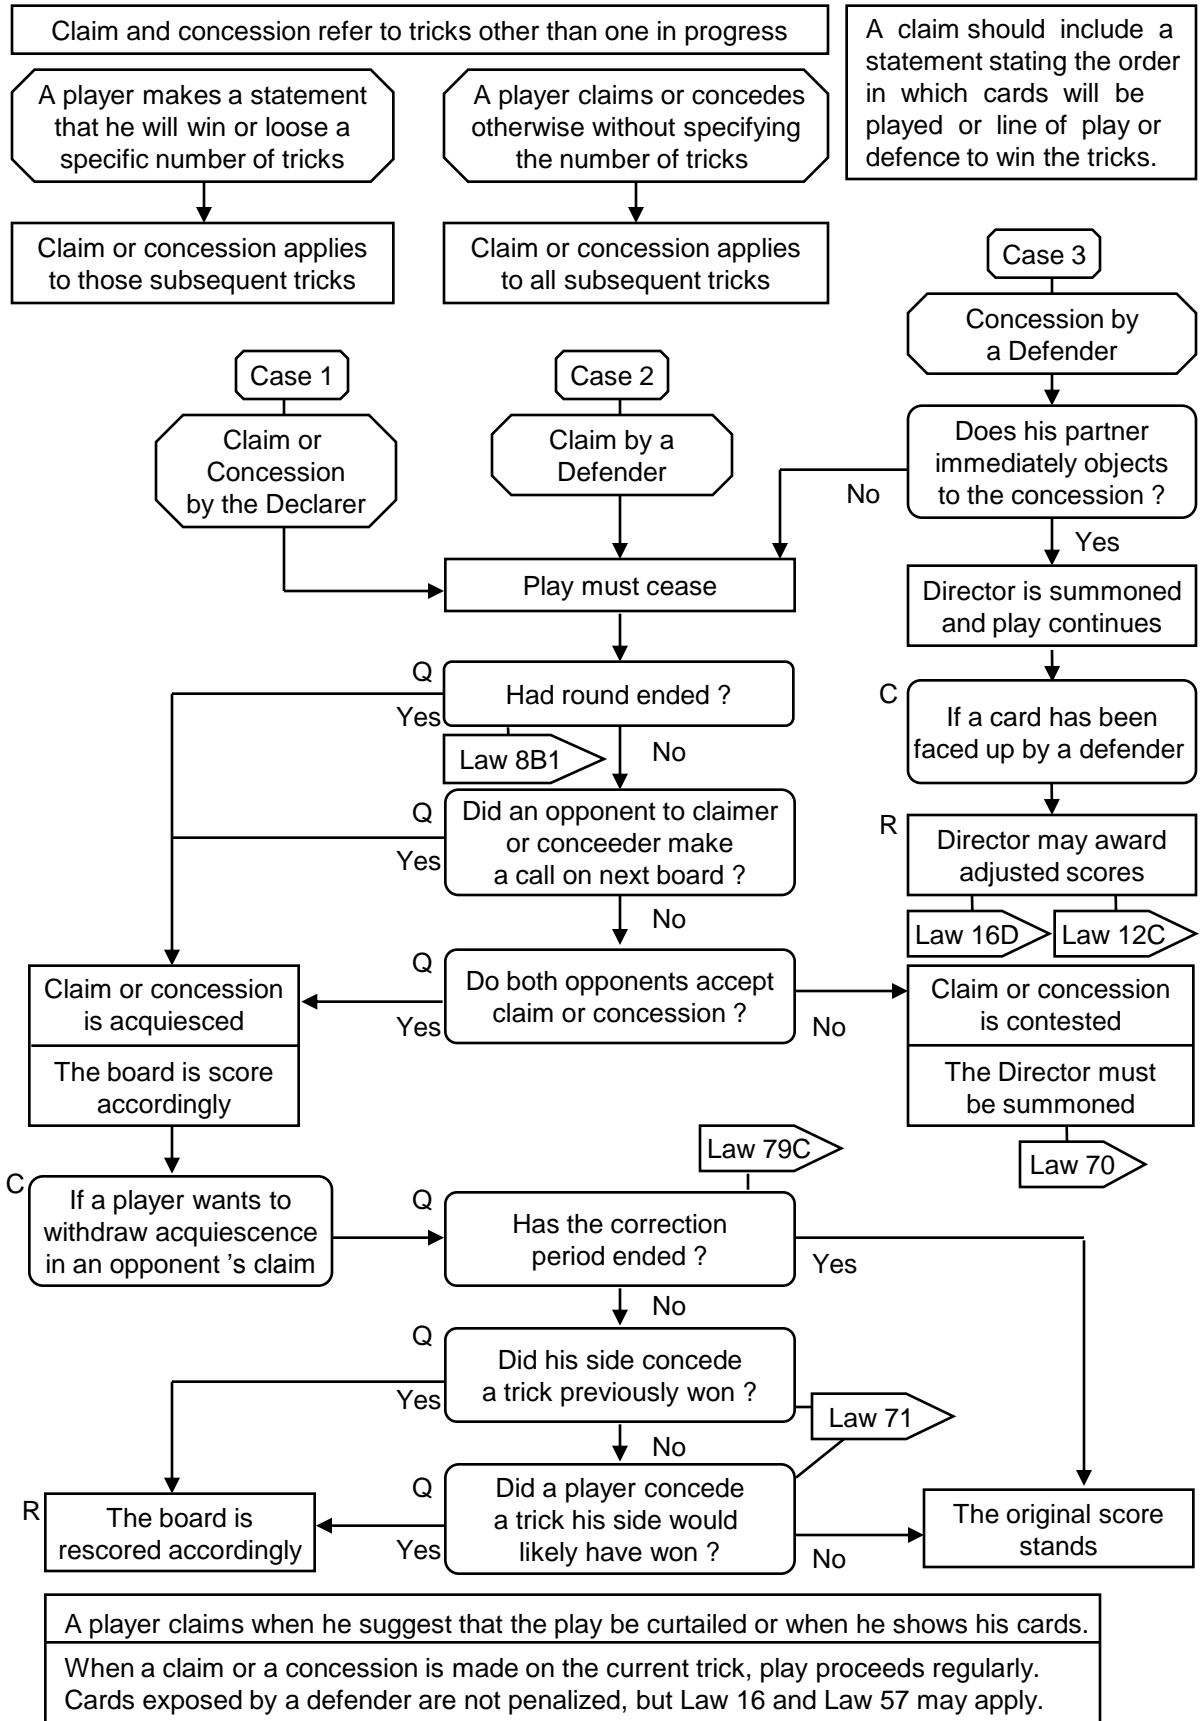 Claim and concession refer to tricks other than one in progress
A claim should include a
statement stating the order
in which cards will be
played or line of play or
defence to win the tricks.
A player makes a statement
that he will win or loose a
specific number of tricks
A player claims or concedes
otherwise without specifying
the number of tricks
Claim or concession applies
to those subsequent tricks
Claim or concession applies
to all subsequent tricks
Case 3
Concession by
a Defender
Case 1
Case 2
Claim or
Concession
by the Declarer
Claim by a
Defender
Does his partner
immediately objects
to the concession ?
No
Yes
Play must cease
Director is summoned
and play continues
Q
Had round ended ?
Yes
Law 8B1
No
C
If a card has been
faced up by a defender
Q
Did an opponent to claimer
or conceeder make
a call on next board ?
Yes
No
R
Director may award
adjusted scores
Law 16D
Law 12C
Q
Do both opponents accept
claim or concession ?
Yes
No
Claim or concession
is acquiesced
The board is score
accordingly
Claim or concession
is contested
The Director must
be summoned
Law 70
Law 79C
C
If a player wants to
withdraw acquiescence
in an opponent 's claim
Q
Has the correction
period ended ?
Yes
No
Q
Did his side concede
a trick previously won ?
Yes
No
Law 71
Q
Did a player concede
a trick his side would
likely have won ?
Yes
No
R
The board is
rescored accordingly
The original score
stands
A player claims when he suggest that the play be curtailed or when he shows his cards.
When a claim or a concession is made on the current trick, play proceeds regularly.
Cards exposed by a defender are not penalized, but Law 16 and Law 57 may apply.